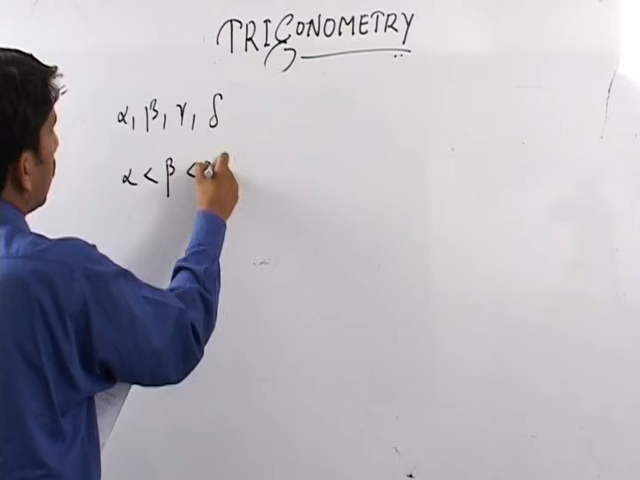 TRIGONOMETRY
α, β, γ, δ
α < β <